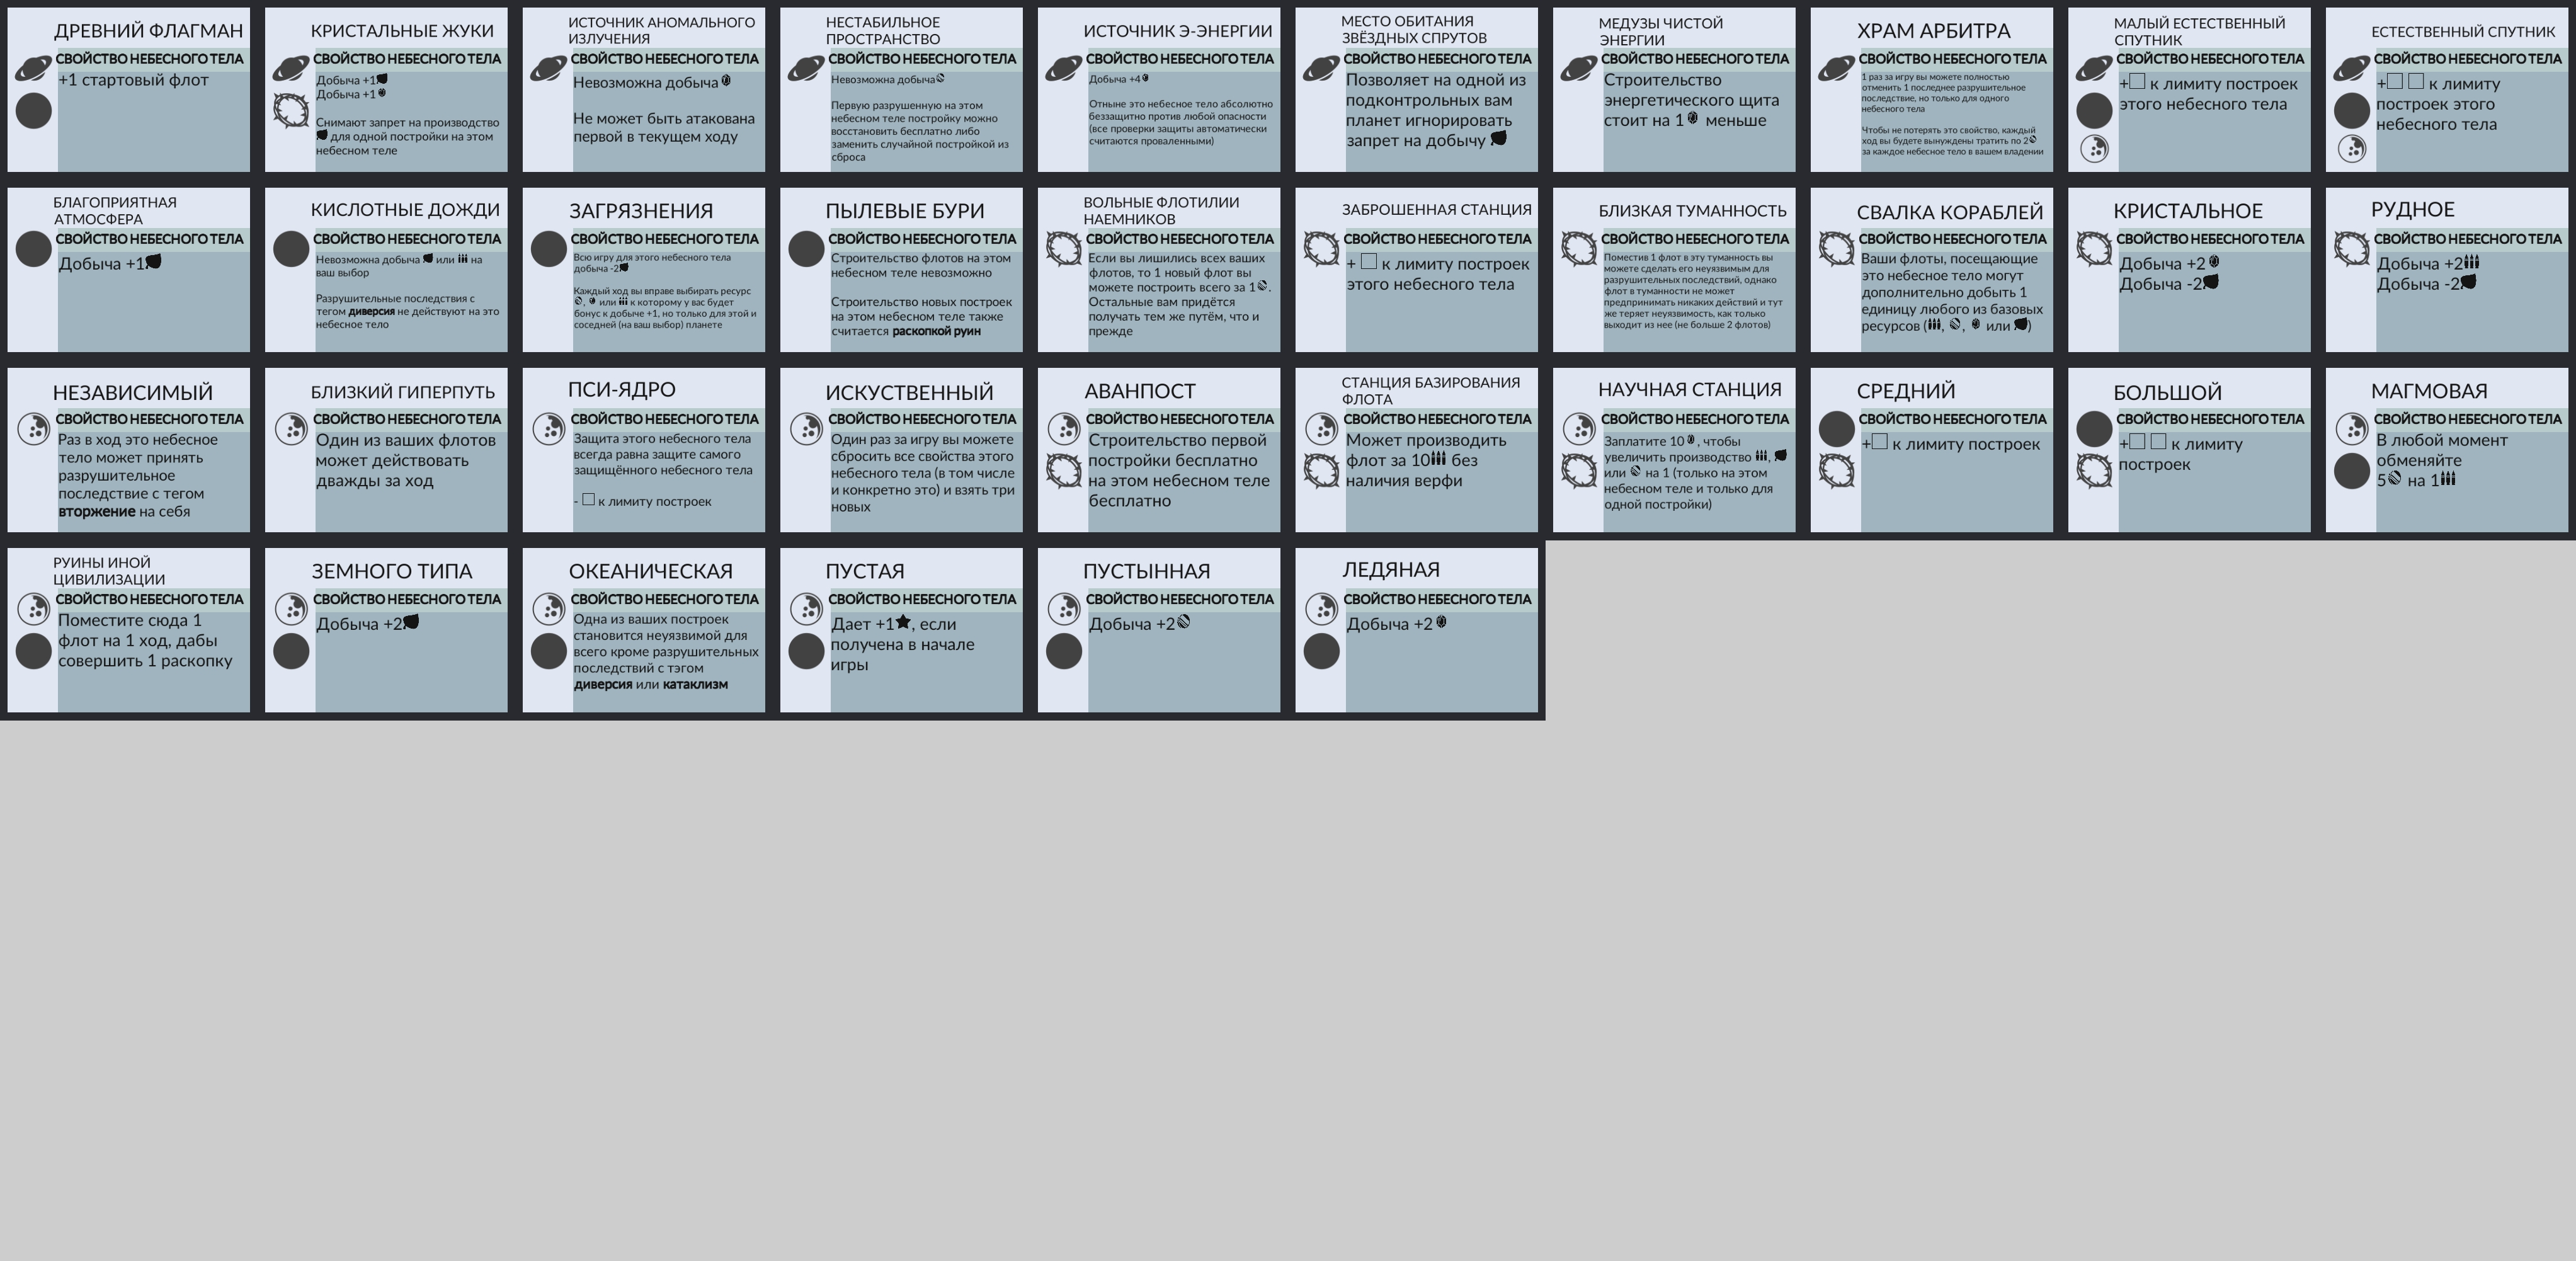 ДРЕВНИЙ ФЛАГМАН
СВОЙСТВО НЕБЕСНОГО ТЕЛА
+1 стартовый флот
КРИСТАЛЬНЫЕ ЖУКИ
СВОЙСТВО НЕБЕСНОГО ТЕЛА
Добыча +1
Добыча +1
Снимают запрет на производство
для одной постройки на этом
небесном теле
ИСТОЧНИК АНОМАЛЬНОГО
ИЗЛУЧЕНИЯ
СВОЙСТВО НЕБЕСНОГО ТЕЛА
Невозможна добыча
Не может быть атакована
первой в текущем ходу
НЕСТАБИЛЬНОЕ
ПРОСТРАНСТВО
СВОЙСТВО НЕБЕСНОГО ТЕЛА
Невозможна добыча
Первую разрушенную на этом
небесном теле постройку можно
восстановить бесплатно либо
заменить случайной постройкой из
сброса
ИСТОЧНИК Э-ЭНЕРГИИ
СВОЙСТВО НЕБЕСНОГО ТЕЛА
Добыча +4
Отныне это небесное тело абсолютно
беззащитно против любой опасности
(все проверки защиты автоматически
считаются проваленными)
МЕСТО ОБИТАНИЯ
ЗВЁЗДНЫХ СПРУТОВ
СВОЙСТВО НЕБЕСНОГО ТЕЛА
Позволяет на одной из
подконтрольных вам
планет игнорировать
запрет на добычу
МЕДУЗЫ ЧИСТОЙ
ЭНЕРГИИ
СВОЙСТВО НЕБЕСНОГО ТЕЛА
Строительство
энергетического щита
стоит на 1 меньше
ХРАМ АРБИТРА
СВОЙСТВО НЕБЕСНОГО ТЕЛА
1 раз за игру вы можете полностью
отменить 1 последнее разрушительное
последствие, но только для одного
небесного тела
Чтобы не потерять это свойство, каждый
ход вы будете вынуждены тратить по 2
за каждое небесное тело в вашем владении
МАЛЫЙ ЕСТЕСТВЕННЫЙ
СПУТНИК
СВОЙСТВО НЕБЕСНОГО ТЕЛА
+ к лимиту построек
этого небесного тела
ЕСТЕСТВЕННЫЙ СПУТНИК
СВОЙСТВО НЕБЕСНОГО ТЕЛА
+ к лимиту
построек этого
небесного тела
БЛАГОПРИЯТНАЯ
АТМОСФЕРА
СВОЙСТВО НЕБЕСНОГО ТЕЛА
Добыча +1
КИСЛОТНЫЕ ДОЖДИ
СВОЙСТВО НЕБЕСНОГО ТЕЛА
Невозможна добыча или на
ваш выбор
Разрушительные последствия с
тегом диверсия не действуют на это
небесное тело
ЗАГРЯЗНЕНИЯ
СВОЙСТВО НЕБЕСНОГО ТЕЛА
Всю игру для этого небесного тела
добыча -2
Каждый ход вы вправе выбирать ресурс
, или к которому у вас будет
бонус к добыче +1, но только для этой и
соседней (на ваш выбор) планете
ПЫЛЕВЫЕ БУРИ
СВОЙСТВО НЕБЕСНОГО ТЕЛА
Строительство флотов на этом
небесном теле невозможно
Строительство новых построек
на этом небесном теле также
считается раскопкой руин
ВОЛЬНЫЕ ФЛОТИЛИИ
НАЕМНИКОВ
СВОЙСТВО НЕБЕСНОГО ТЕЛА
Если вы лишились всех ваших
флотов, то 1 новый флот вы
можете построить всего за 1 .
Остальные вам придётся
получать тем же путём, что и
прежде
ЗАБРОШЕННАЯ СТАНЦИЯ
СВОЙСТВО НЕБЕСНОГО ТЕЛА
+ к лимиту построек
этого небесного тела
БЛИЗКАЯ ТУМАННОСТЬ
СВОЙСТВО НЕБЕСНОГО ТЕЛА
Поместив 1 флот в эту туманность вы
можете сделать его неуязвимым для
разрушительных последствий, однако
флот в туманности не может
предпринимать никаких действий и тут
же теряет неуязвимость, как только
выходит из нее (не больше 2 флотов)
СВАЛКА КОРАБЛЕЙ
СВОЙСТВО НЕБЕСНОГО ТЕЛА
Ваши флоты, посещающие
это небесное тело могут
дополнительно добыть 1
единицу любого из базовых
ресурсов ( , , или )
КРИСТАЛЬНОЕ
СВОЙСТВО НЕБЕСНОГО ТЕЛА
Добыча +2
Добыча -2
РУДНОЕ
СВОЙСТВО НЕБЕСНОГО ТЕЛА
Добыча +2
Добыча -2
НЕЗАВИСИМЫЙ
СВОЙСТВО НЕБЕСНОГО ТЕЛА
Раз в ход это небесное
тело может принять
разрушительное
последствие с тегом
вторжение на себя
БЛИЗКИЙ ГИПЕРПУТЬ
СВОЙСТВО НЕБЕСНОГО ТЕЛА
Один из ваших флотов
может действовать
дважды за ход
ПСИ-ЯДРО
СВОЙСТВО НЕБЕСНОГО ТЕЛА
Защита этого небесного тела
всегда равна защите самого
защищённого небесного тела
- к лимиту построек
ИСКУСТВЕННЫЙ
СВОЙСТВО НЕБЕСНОГО ТЕЛА
Один раз за игру вы можете
сбросить все свойства этого
небесного тела (в том числе
и конкретно это) и взять три
новых
АВАНПОСТ
СВОЙСТВО НЕБЕСНОГО ТЕЛА
Строительство первой
постройки бесплатно
на этом небесном теле
бесплатно
СТАНЦИЯ БАЗИРОВАНИЯ
ФЛОТА
СВОЙСТВО НЕБЕСНОГО ТЕЛА
Может производить
флот за 10 без
наличия верфи
НАУЧНАЯ СТАНЦИЯ
СВОЙСТВО НЕБЕСНОГО ТЕЛА
Заплатите 10 , чтобы
увеличить производство ,
или на 1 (только на этом
небесном теле и только для
одной постройки)
СРЕДНИЙ
СВОЙСТВО НЕБЕСНОГО ТЕЛА
+ к лимиту построек
БОЛЬШОЙ
СВОЙСТВО НЕБЕСНОГО ТЕЛА
+ к лимиту
построек
МАГМОВАЯ
СВОЙСТВО НЕБЕСНОГО ТЕЛА
В любой момент
обменяйте
5 на 1
РУИНЫ ИНОЙ
ЦИВИЛИЗАЦИИ
СВОЙСТВО НЕБЕСНОГО ТЕЛА
Поместите сюда 1
флот на 1 ход, дабы
совершить 1 раскопку
ЗЕМНОГО ТИПА
СВОЙСТВО НЕБЕСНОГО ТЕЛА
Добыча +2
ОКЕАНИЧЕСКАЯ
СВОЙСТВО НЕБЕСНОГО ТЕЛА
Одна из ваших построек
становится неуязвимой для
всего кроме разрушительных
последствий с тэгом
диверсия или катаклизм
ПУСТАЯ
СВОЙСТВО НЕБЕСНОГО ТЕЛА
Дает +1★, если
получена в начале
игры
ПУСТЫННАЯ
СВОЙСТВО НЕБЕСНОГО ТЕЛА
Добыча +2
ЛЕДЯНАЯ
СВОЙСТВО НЕБЕСНОГО ТЕЛА
Добыча +2